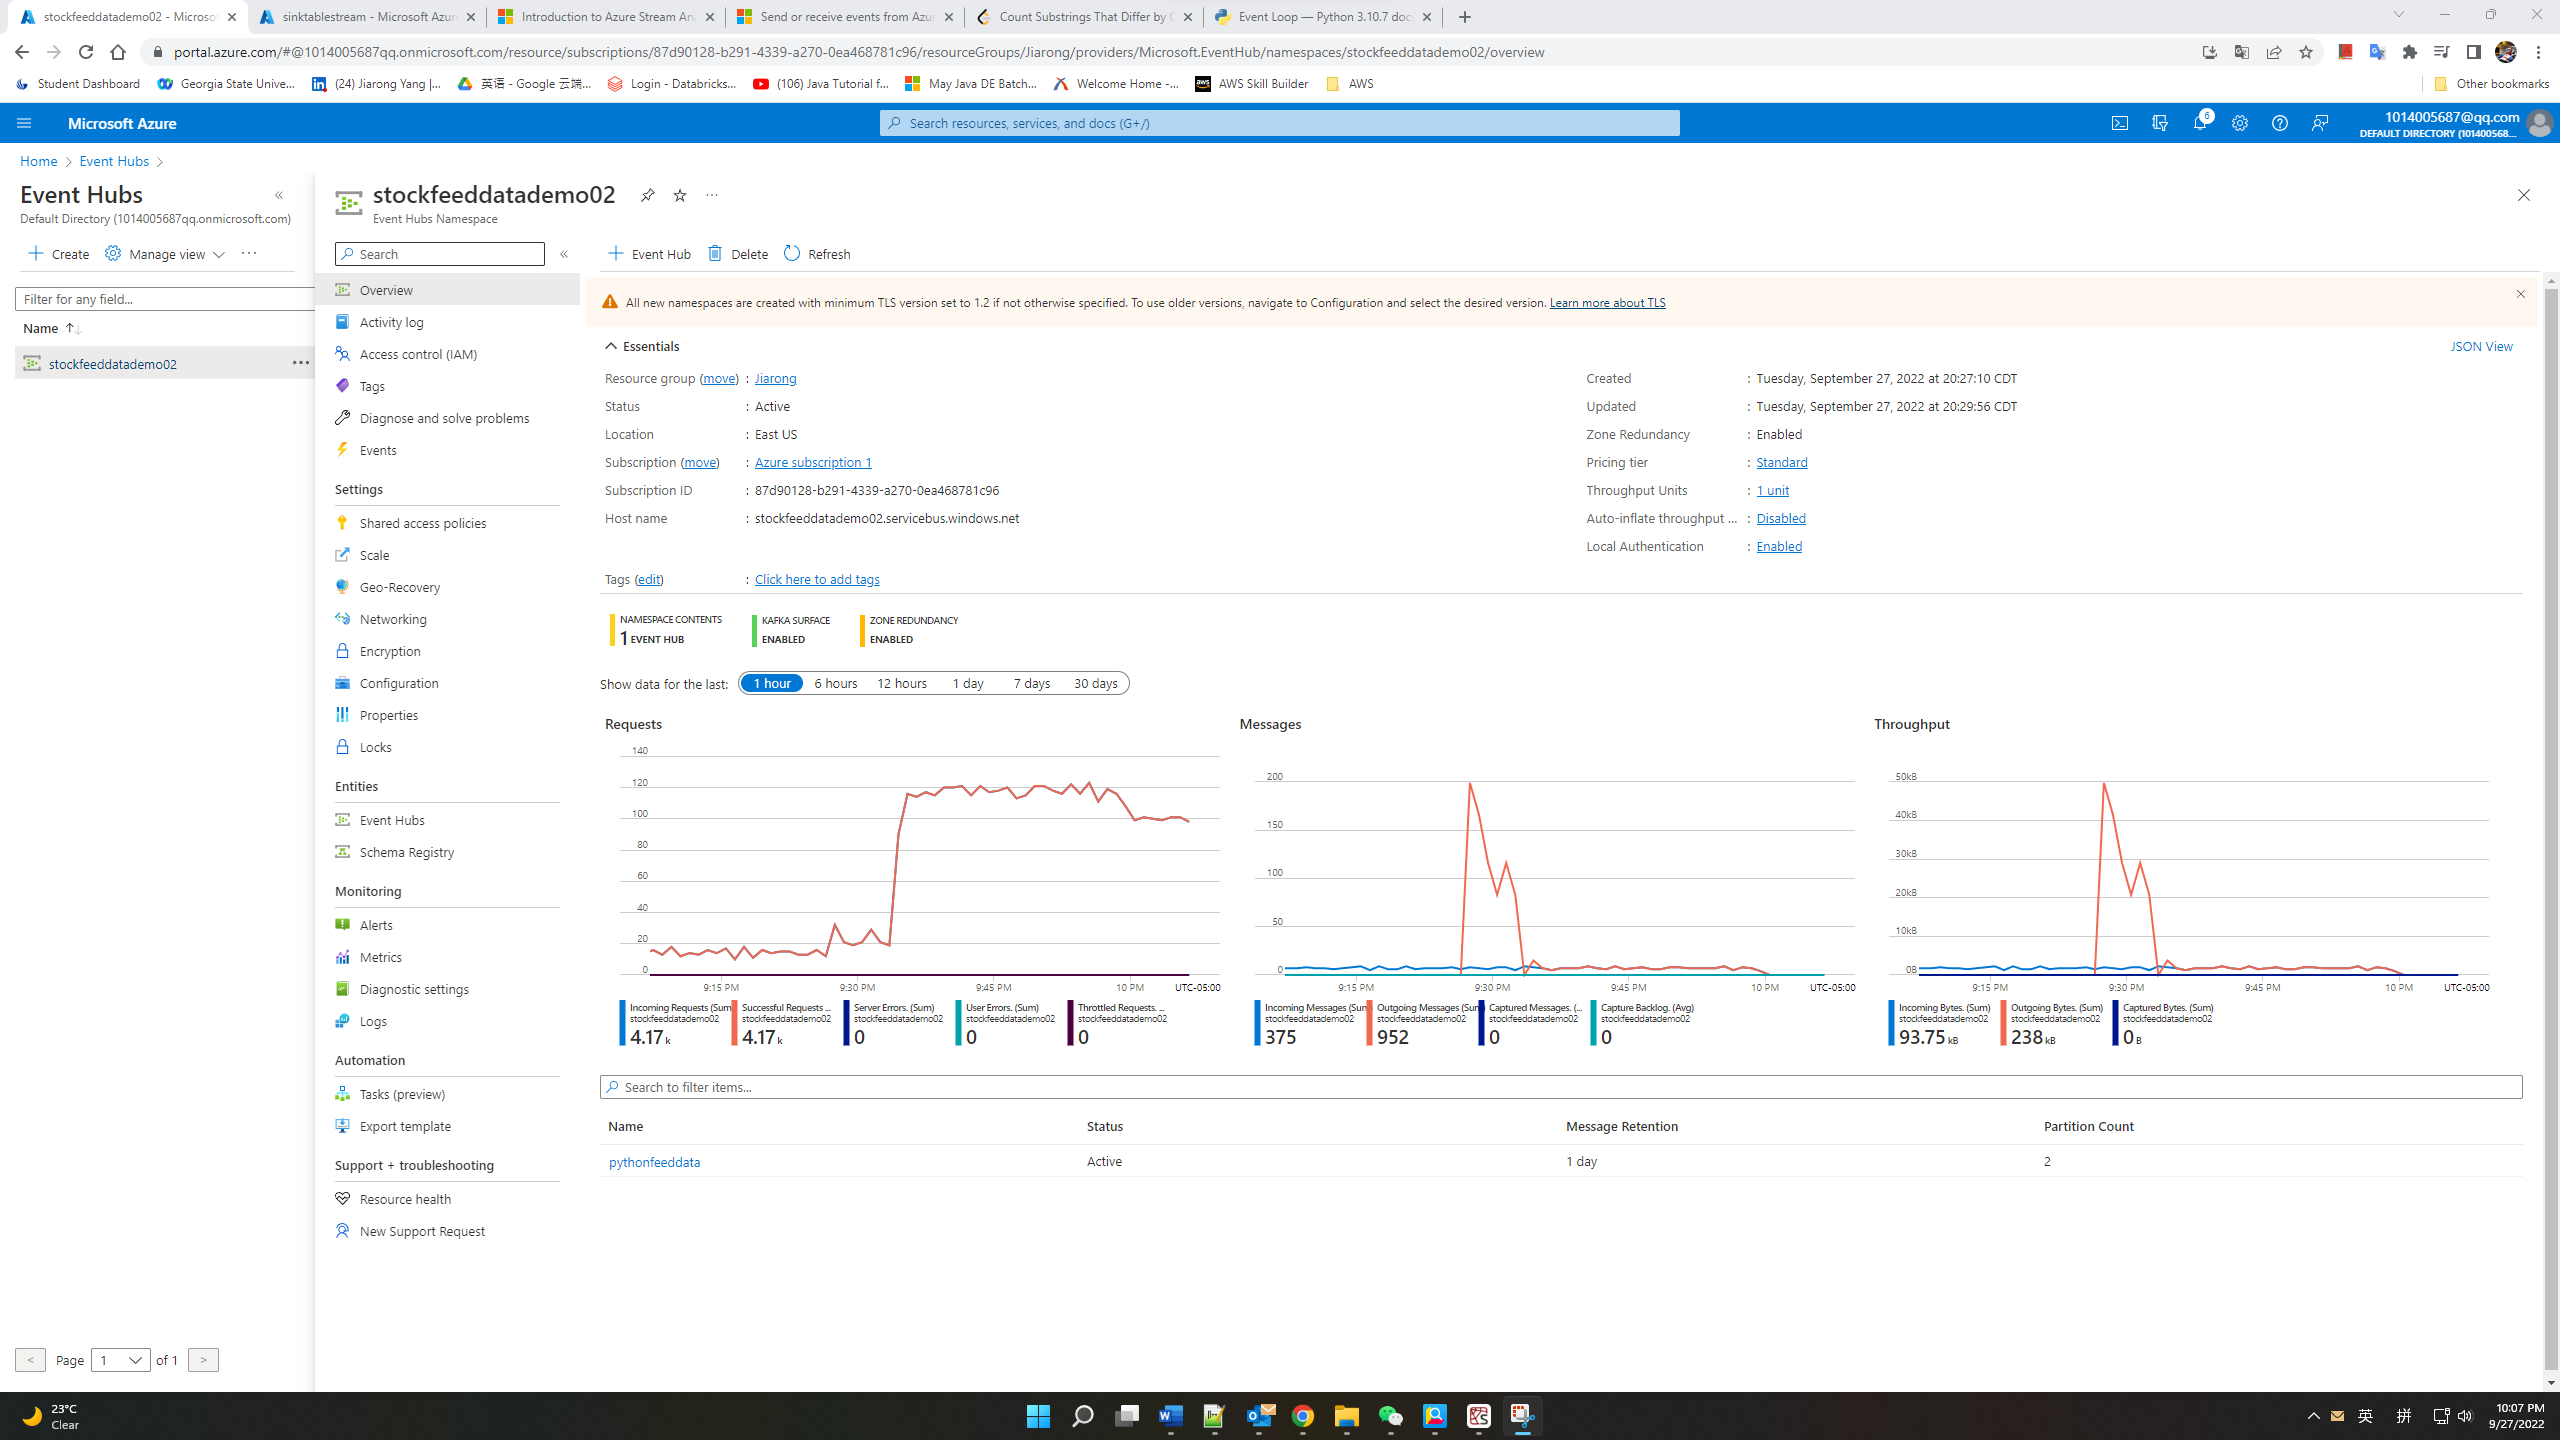 stockfeeddatademo02 - Microsof
sinktablestream - Microsoft Azur
Introduction to Azure Stream Ana
Send or receive events from Azur
Count Substrings That Differ by C
Event Loop — Python 3.10.7 doc
portal.azure.com/#@1014005687qq.onmicrosoft.com/resource/subscriptions/87d90128-b291-4339-a270-0ea468781c96/resourceGroups/Jiarong/providers/Microsoft.EventHub/namespaces/stockfeeddatademo02/overview
Student Dashboard
Georgia State Unive...
(24) Jiarong Yang |...
英语 - Google 云端...
Login - Databricks...
(106) Java Tutorial f...
May Java DE Batch...
Welcome Home -...
AWS Skill Builder
AWS
Other bookmarks
Microsoft Azure
Search resources, services, and docs (G+/)
6
1014005687@qq.com
DEFAULT DIRECTORY (101400568...
Home
Event Hubs
Event Hubs
Default Directory (1014005687qq.onmicrosoft.com)
Create
Manage view
Filter for any field...
Name
stockfeeddatademo02
Page 1 of 1
stockfeeddatademo02
Event Hubs Namespace
Search
Overview
Activity log
Access control (IAM)
Tags
Diagnose and solve problems
Events
Settings
Shared access policies
Scale
Geo-Recovery
Networking
Encryption
Configuration
Properties
Locks
Entities
Event Hubs
Schema Registry
Monitoring
Alerts
Metrics
Diagnostic settings
Logs
Automation
Tasks (preview)
Export template
Support + troubleshooting
Resource health
New Support Request
Event Hub
Delete
Refresh
All new namespaces are created with minimum TLS version set to 1.2 if not otherwise specified. To use older versions, navigate to Configuration and select the desired version. Learn more about TLS
Essentials
JSON View
Resource group (move) : Jiarong
Status : Active
Location : East US
Subscription (move) : Azure subscription 1
Subscription ID : 87d90128-b291-4339-a270-0ea468781c96
Host name : stockfeeddatademo02.servicebus.windows.net
Created : Tuesday, September 27, 2022 at 20:27:10 CDT
Updated : Tuesday, September 27, 2022 at 20:29:56 CDT
Zone Redundancy : Enabled
Pricing tier : Standard
Throughput Units : 1 unit
Auto-inflate throughput ... : Disabled
Local Authentication : Enabled
Tags (edit) : Click here to add tags
NAMESPACE CONTENTS
1 EVENT HUB
KAFKA SURFACE
ENABLED
ZONE REDUNDANCY
ENABLED
Show data for the last:
1 hour
6 hours
12 hours
1 day
7 days
30 days
Requests
140
120
100
80
60
40
20
0
9:15 PM
9:30 PM
9:45 PM
10 PM
UTC-05:00
Incoming Requests (Sum
stockfeeddatademo02
4.17 k
Successful Requests ...
stockfeeddatademo02
4.17 k
Server Errors. (Sum)
stockfeeddatademo02
0
User Errors. (Sum)
stockfeeddatademo02
0
Throttled Requests. ...
stockfeeddatademo02
0
Messages
200
150
100
50
0
9:15 PM
9:30 PM
9:45 PM
10 PM
UTC-05:00
Incoming Messages (Sum
stockfeeddatademo02
375
Outgoing Messages (Sum)
stockfeeddatademo02
952
Captured Messages. (...
stockfeeddatademo02
0
Capture Backlog. (Avg)
stockfeeddatademo02
0
Throughput
50kB
40kB
30kB
20kB
10kB
0B
9:15 PM
9:30 PM
9:45 PM
10 PM
UTC-05:00
Incoming Bytes. (Sum)
stockfeeddatademo02
93.75 kB
Outgoing Bytes. (Sum)
stockfeeddatademo02
238 kB
Captured Bytes. (Sum)
stockfeeddatademo02
0 B
Search to filter items...
Name Status Message Retention Partition Count
pythonfeeddata Active 1 day 2
23°C
Clear
英
拼
10:07 PM
9/27/2022